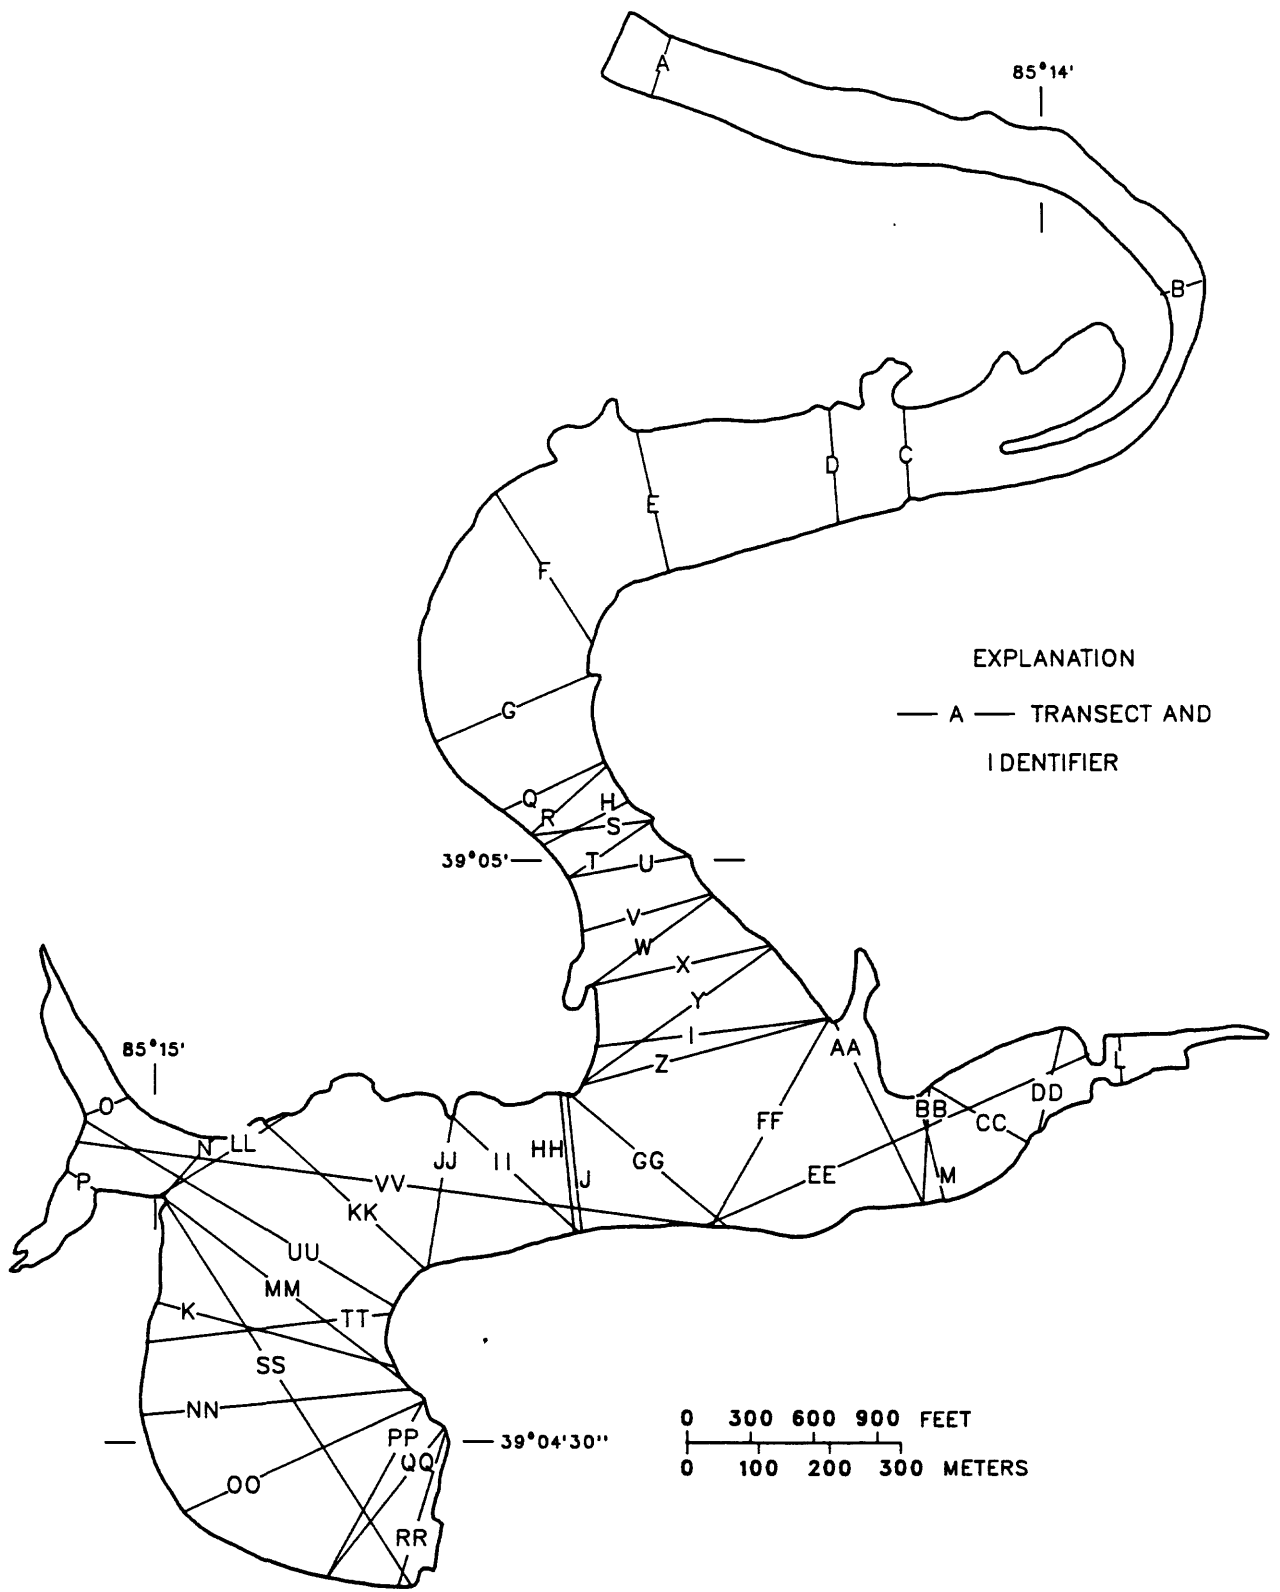 A
85°14'
B
C
D
E
F
EXPLANATION
G
— A — TRANSECT AND
IDENTIFIER
Q
H
R
S
39°05'
T
U
V
W
X
Y
I
85°15'
AA
Z
L
DD
O
BB
FF
CC
N
LL
HH
JJ
II
GG
EE
M
P
VV
J
KK
UU
MM
K
TT
SS
NN
0 300 600 900 FEET
PP
39°04'30"
QQ
0 100 200 300 METERS
OO
RR